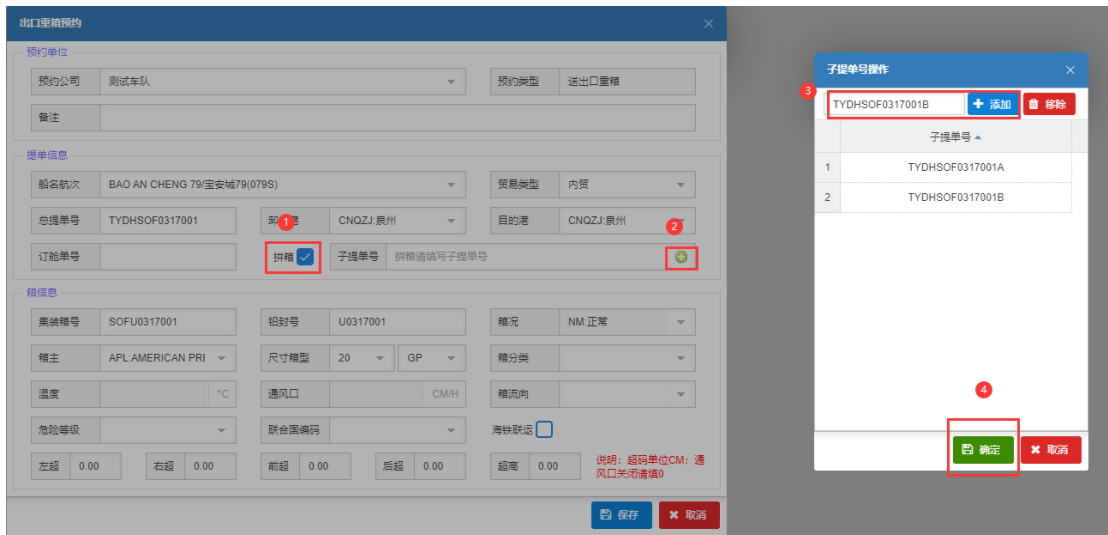 出口重箱预约
预约单位
预约公司 测试车队 预约类型 送出口重箱
备注
提单信息
船名航次 BAO AN CHENG 79/宝安城79(079S) 贸易类型 内贸
总提单号 TYDHSOF0317001 卸 1 港 CNQZJ:泉州 目的港 CNQZJ:泉州 2
订舱单号 拼箱 子提单号 拼箱请填写子提单号
箱信息
集装箱号 SOFU0317001 铅封号 U0317001 箱况 NM:正常
箱主 APL:AMERICAN PRE 尺寸箱型 20 GP 箱分类
温度 °C 通风口 CM/H 箱流向
危险等级 联合国编码 海铁联运
左超 0.00 右超 0.00 前超 0.00 后超 0.00 超高 0.00 说明：超码单位CM；通
风口关闭请填0
保存 取消
子提单号操作
3 TYDHSOF0317001B 添加 移除
子提单号
1 TYDHSOF0317001A
2 TYDHSOF0317001B
4
确定 取消